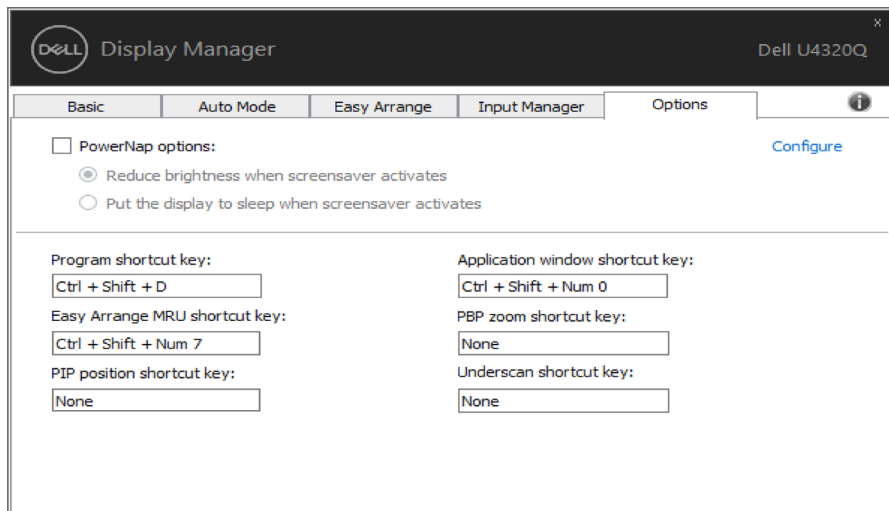 x
DELL Display Manager
Dell U4320Q
Basic Auto Mode Easy Arrange Input Manager Options
PowerNap options: Configure
Reduce brightness when screensaver activates
Put the display to sleep when screensaver activates
Program shortcut key: Application window shortcut key:
Ctrl + Shift + D Ctrl + Shift + Num 0
Easy Arrange MRU shortcut key: PBP zoom shortcut key:
Ctrl + Shift + Num 7 None
PIP position shortcut key: Underscan shortcut key:
None None